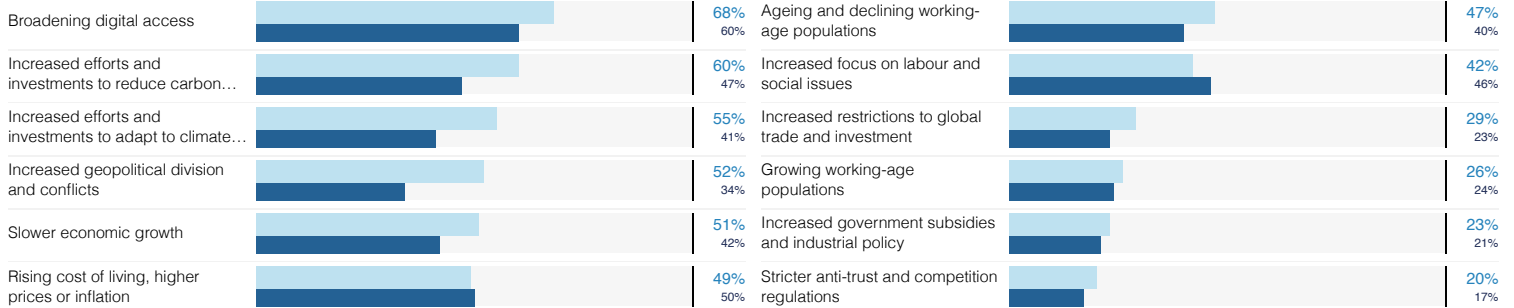 Broadening digital access
68%
60%
Increased efforts and
investments to reduce carbon…
60%
47%
Increased efforts and
investments to adapt to climate…
55%
41%
Increased geopolitical division
and conflicts
52%
34%
Slower economic growth
51%
42%
Rising cost of living, higher
prices or inflation
49%
50%
Ageing and declining working-
age populations
47%
40%
Increased focus on labour and
social issues
42%
46%
Increased restrictions to global
trade and investment
29%
23%
Growing working-age
populations
26%
24%
Increased government subsidies
and industrial policy
23%
21%
Stricter anti-trust and competition
regulations
20%
17%